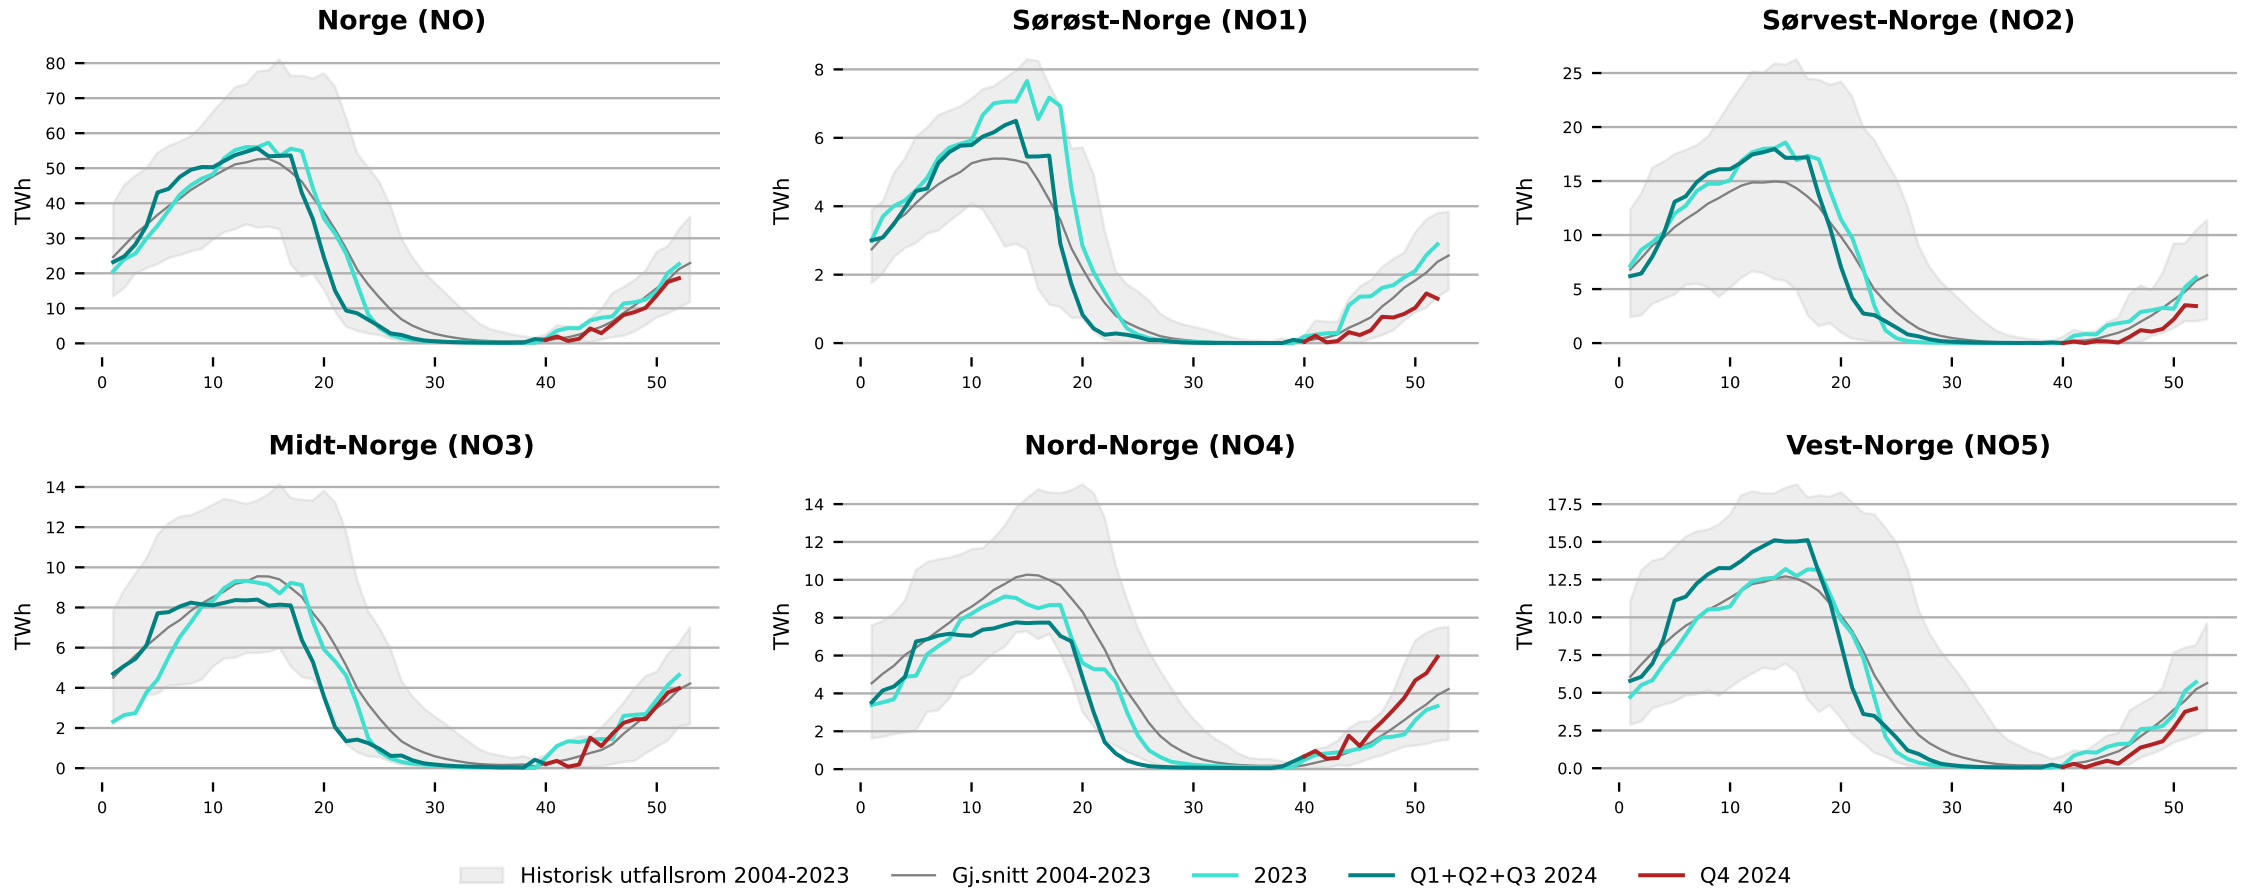 Norge (NO)
TWh
80
70
60
50
40
30
20
10
0
0 10 20 30 40 50
Sørøst-Norge (NO1)
TWh
8
6
4
2
0
0 10 20 30 40 50
Sørvest-Norge (NO2)
TWh
25
20
15
10
5
0
0 10 20 30 40 50
Midt-Norge (NO3)
TWh
14
12
10
8
6
4
2
0
0 10 20 30 40 50
Nord-Norge (NO4)
TWh
14
12
10
8
6
4
2
0
0 10 20 30 40 50
Vest-Norge (NO5)
TWh
17.5
15.0
12.5
10.0
7.5
5.0
2.5
0.0
0 10 20 30 40 50
Historisk utfallsrom 2004-2023 Gj.snitt 2004-2023 2023 Q1+Q2+Q3 2024 Q4 2024